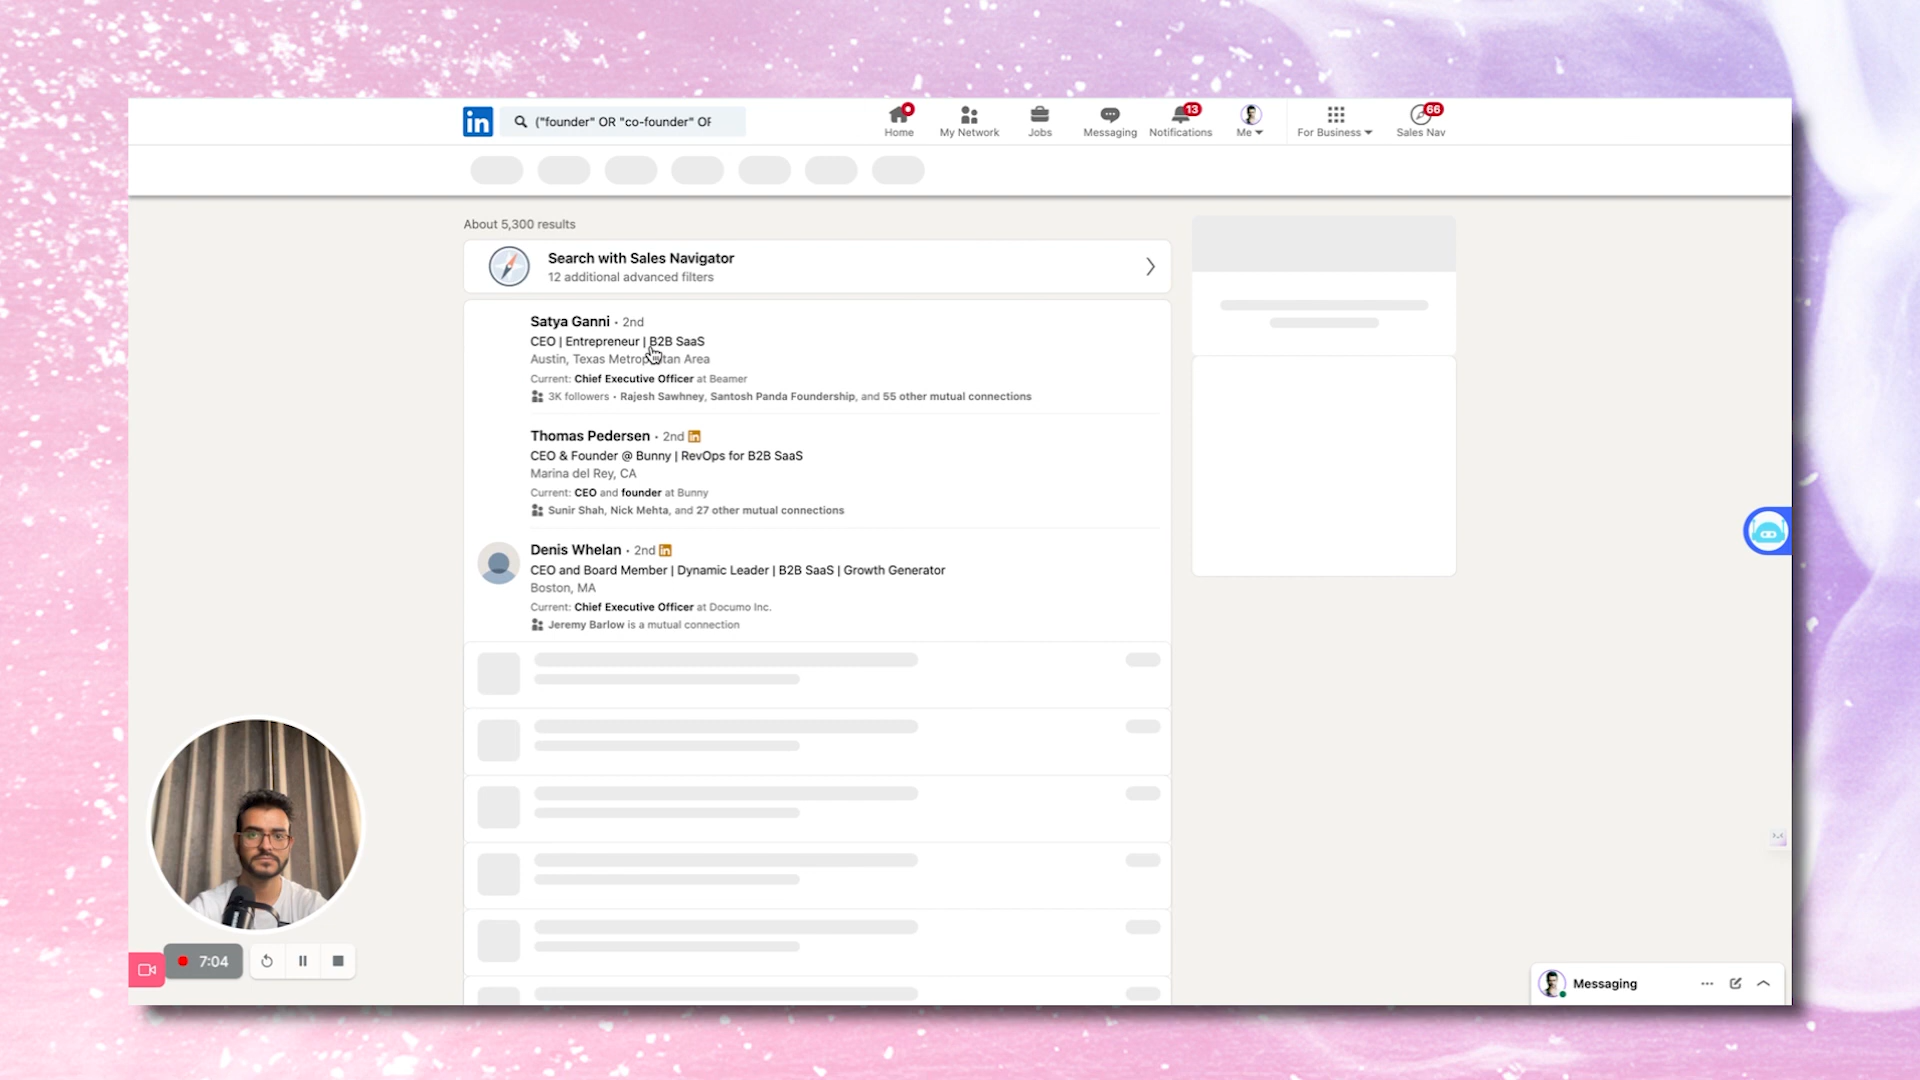 in
("founder" OR "co-founder" OF
Home
My Network
Jobs
Messaging
13
Notifications
Me
For Business
66
Sales Nav
About 5,300 results
Search with Sales Navigator
12 additional advanced filters
Satya Ganni • 2nd
CEO | Entrepreneur | B2B SaaS
Austin, Texas Metropolitan Area
Current: Chief Executive Officer at Beamer
3K followers • Rajesh Sawhney, Santosh Panda Foundership, and 55 other mutual connections
Thomas Pedersen • 2nd in
CEO & Founder @ Bunny | RevOps for B2B SaaS
Marina del Rey, CA
Current: CEO and founder at Bunny
Sunir Shah, Nick Mehta, and 27 other mutual connections
Denis Whelan • 2nd in
CEO and Board Member | Dynamic Leader | B2B SaaS | Growth Generator
Boston, MA
Current: Chief Executive Officer at Documo Inc.
Jeremy Barlow is a mutual connection
7:04
Messaging